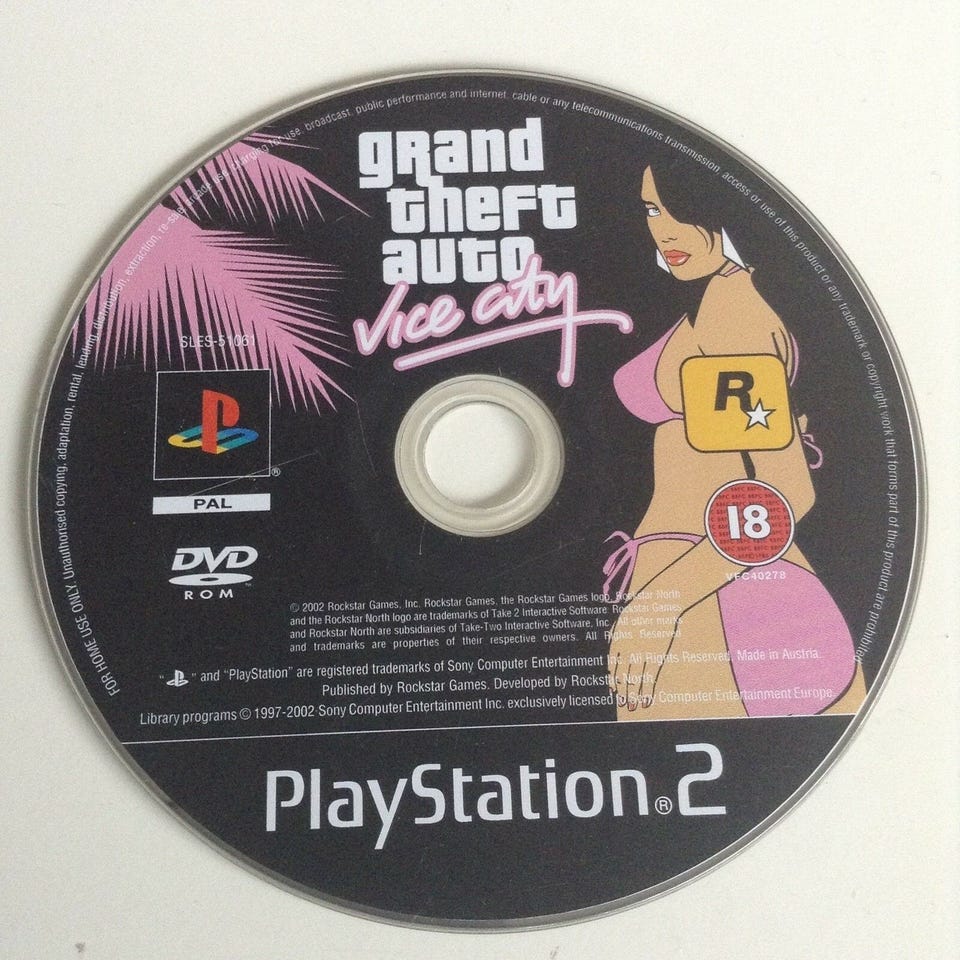 FOR HOME USE ONLY. Unauthorised copying, adaptation, rental, lending, distribution, extraction, re-sale, arcade use, charging for use, broadcast, public performance and internet, cable or any telecommunications transmission, access or use of this product or any trademark or copyright work that forms part of this product are prohibited
grand
theft
auto
Vice City
SLES-51061
R
®
PAL
18
DVD
ROM
VFC40278
© 2002 Rockstar Games, Inc. Rockstar Games, the Rockstar Games logo, Rockstar North
and the Rockstar North logo are trademarks of Take 2 Interactive Software. Rockstar Games
and Rockstar North are subsidiaries of Take-Two Interactive Software, Inc. All other marks
and trademarks are properties of their respective owners. All Rights Reserved
" " and "PlayStation" are registered trademarks of Sony Computer Entertainment Inc. All Rights Reserved. Made in Austria.
Published by Rockstar Games. Developed by Rockstar North.
Library programs © 1997-2002 Sony Computer Entertainment Inc. exclusively licensed to Sony Computer Entertainment Europe.
PlayStation®2